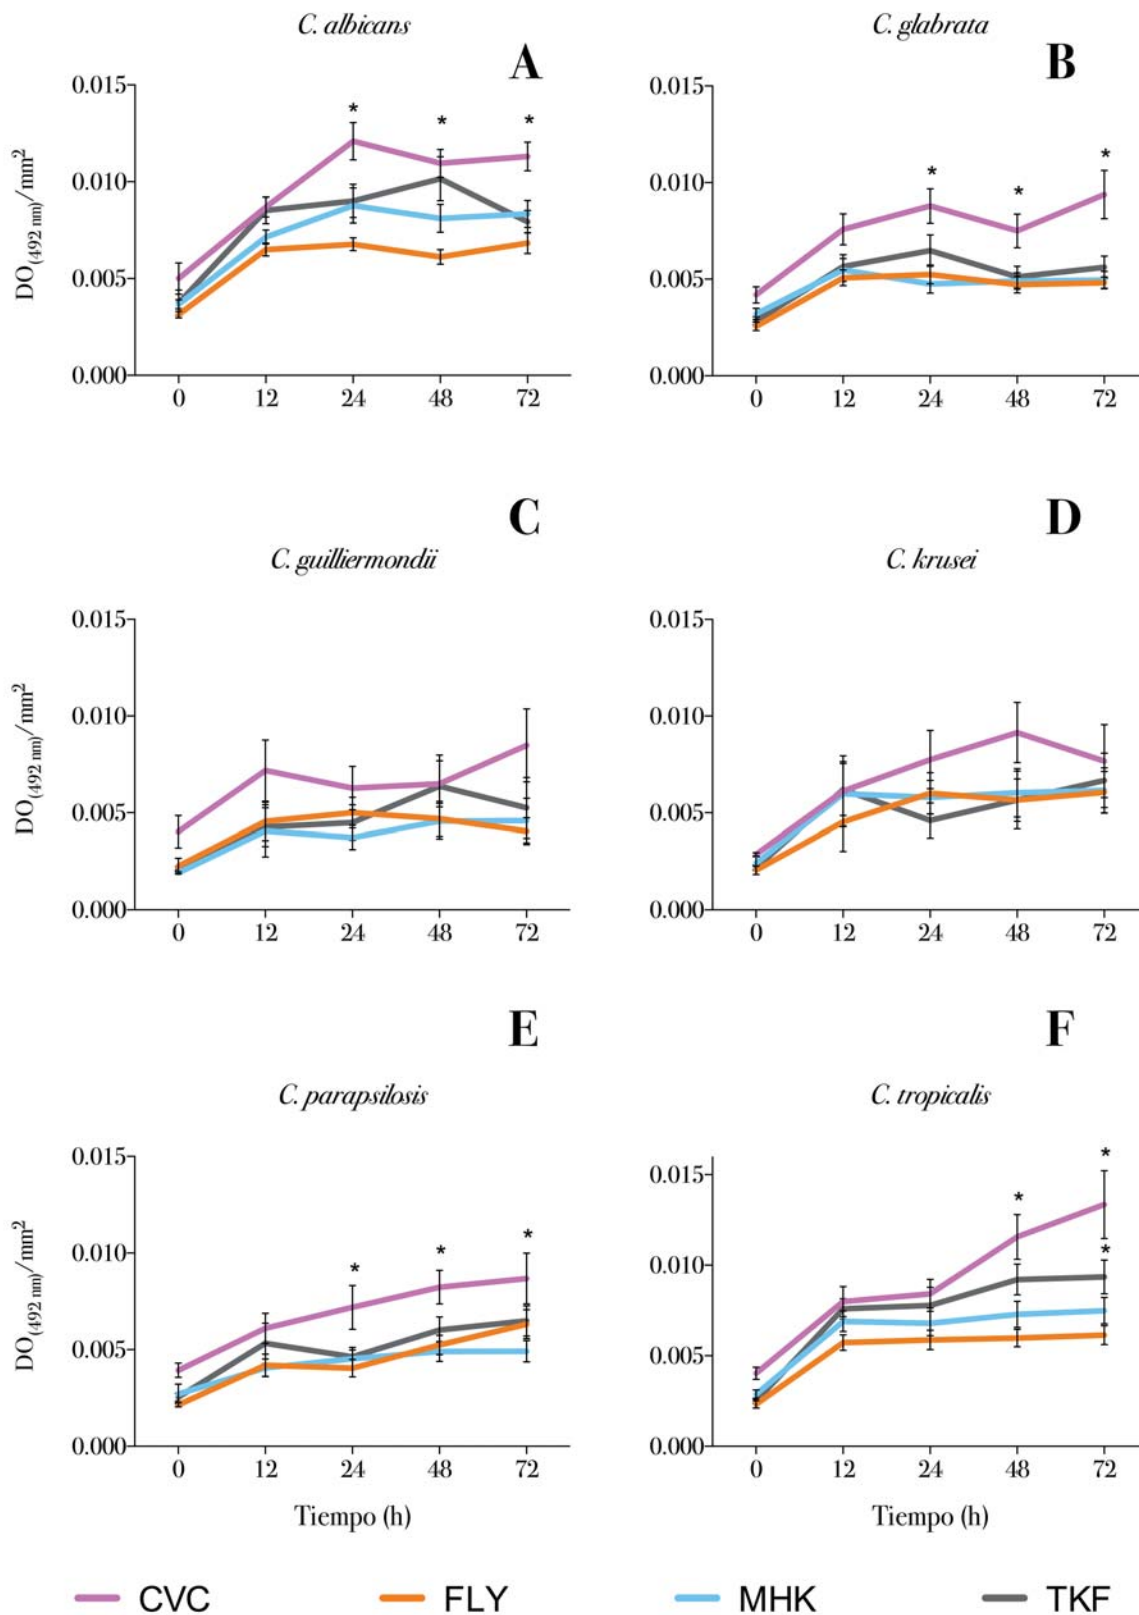 C. albicans
A
0.015
0.010
0.005
0.000
DO(492 nm)/mm2
0 12 24 48 72
* * *
C. glabrata
B
0.015
0.010
0.005
0.000
0 12 24 48 72
* * *
C. guilliermondii
C
0.015
0.010
0.005
0.000
DO(492 nm)/mm2
0 12 24 48 72
C. krusei
D
0.015
0.010
0.005
0.000
0 12 24 48 72
C. parapsilosis
E
0.015
0.010
0.005
0.000
DO(492 nm)/mm2
0 12 24 48 72
* * *
Tiempo (h)
C. tropicalis
F
0.015
0.010
0.005
0.000
0 12 24 48 72
* * *
Tiempo (h)
CVC FLY MHK TKF